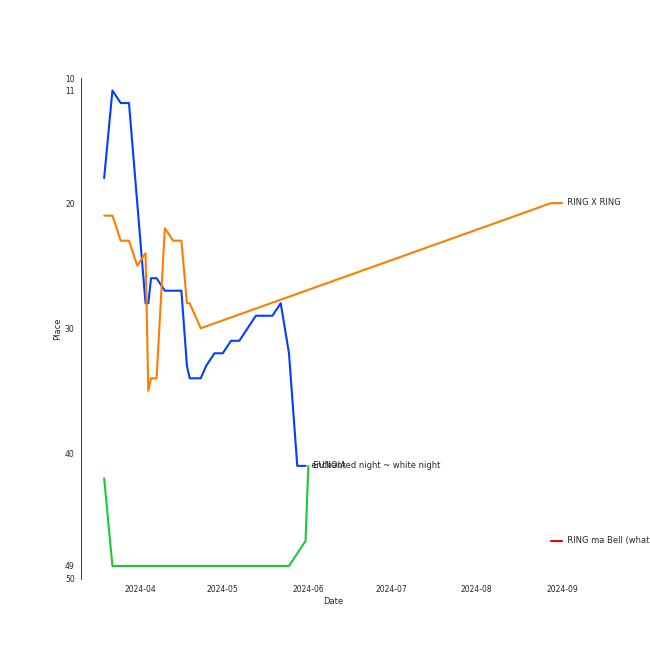 10
11
20
RING X RING
30
Place
40
enchanted night ~ white night
EUNOIA
RING ma Bell (what
49
50
2024-04 2024-05 2024-06 2024-07 2024-08 2024-09
Date